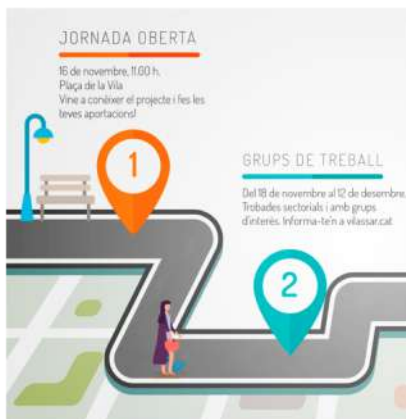 JORNADA OBERTA
16 de novembre, 11.00 h.
Plaça de la Vila
Vine a conèixer el projecte i fes les
teves aportacions!
1
GRUPS DE TREBALL
Del 18 de novembre al 12 de desembre.
Trobades sectorials i amb grups
d'interès. Informa-te'n a vilassar.cat
2